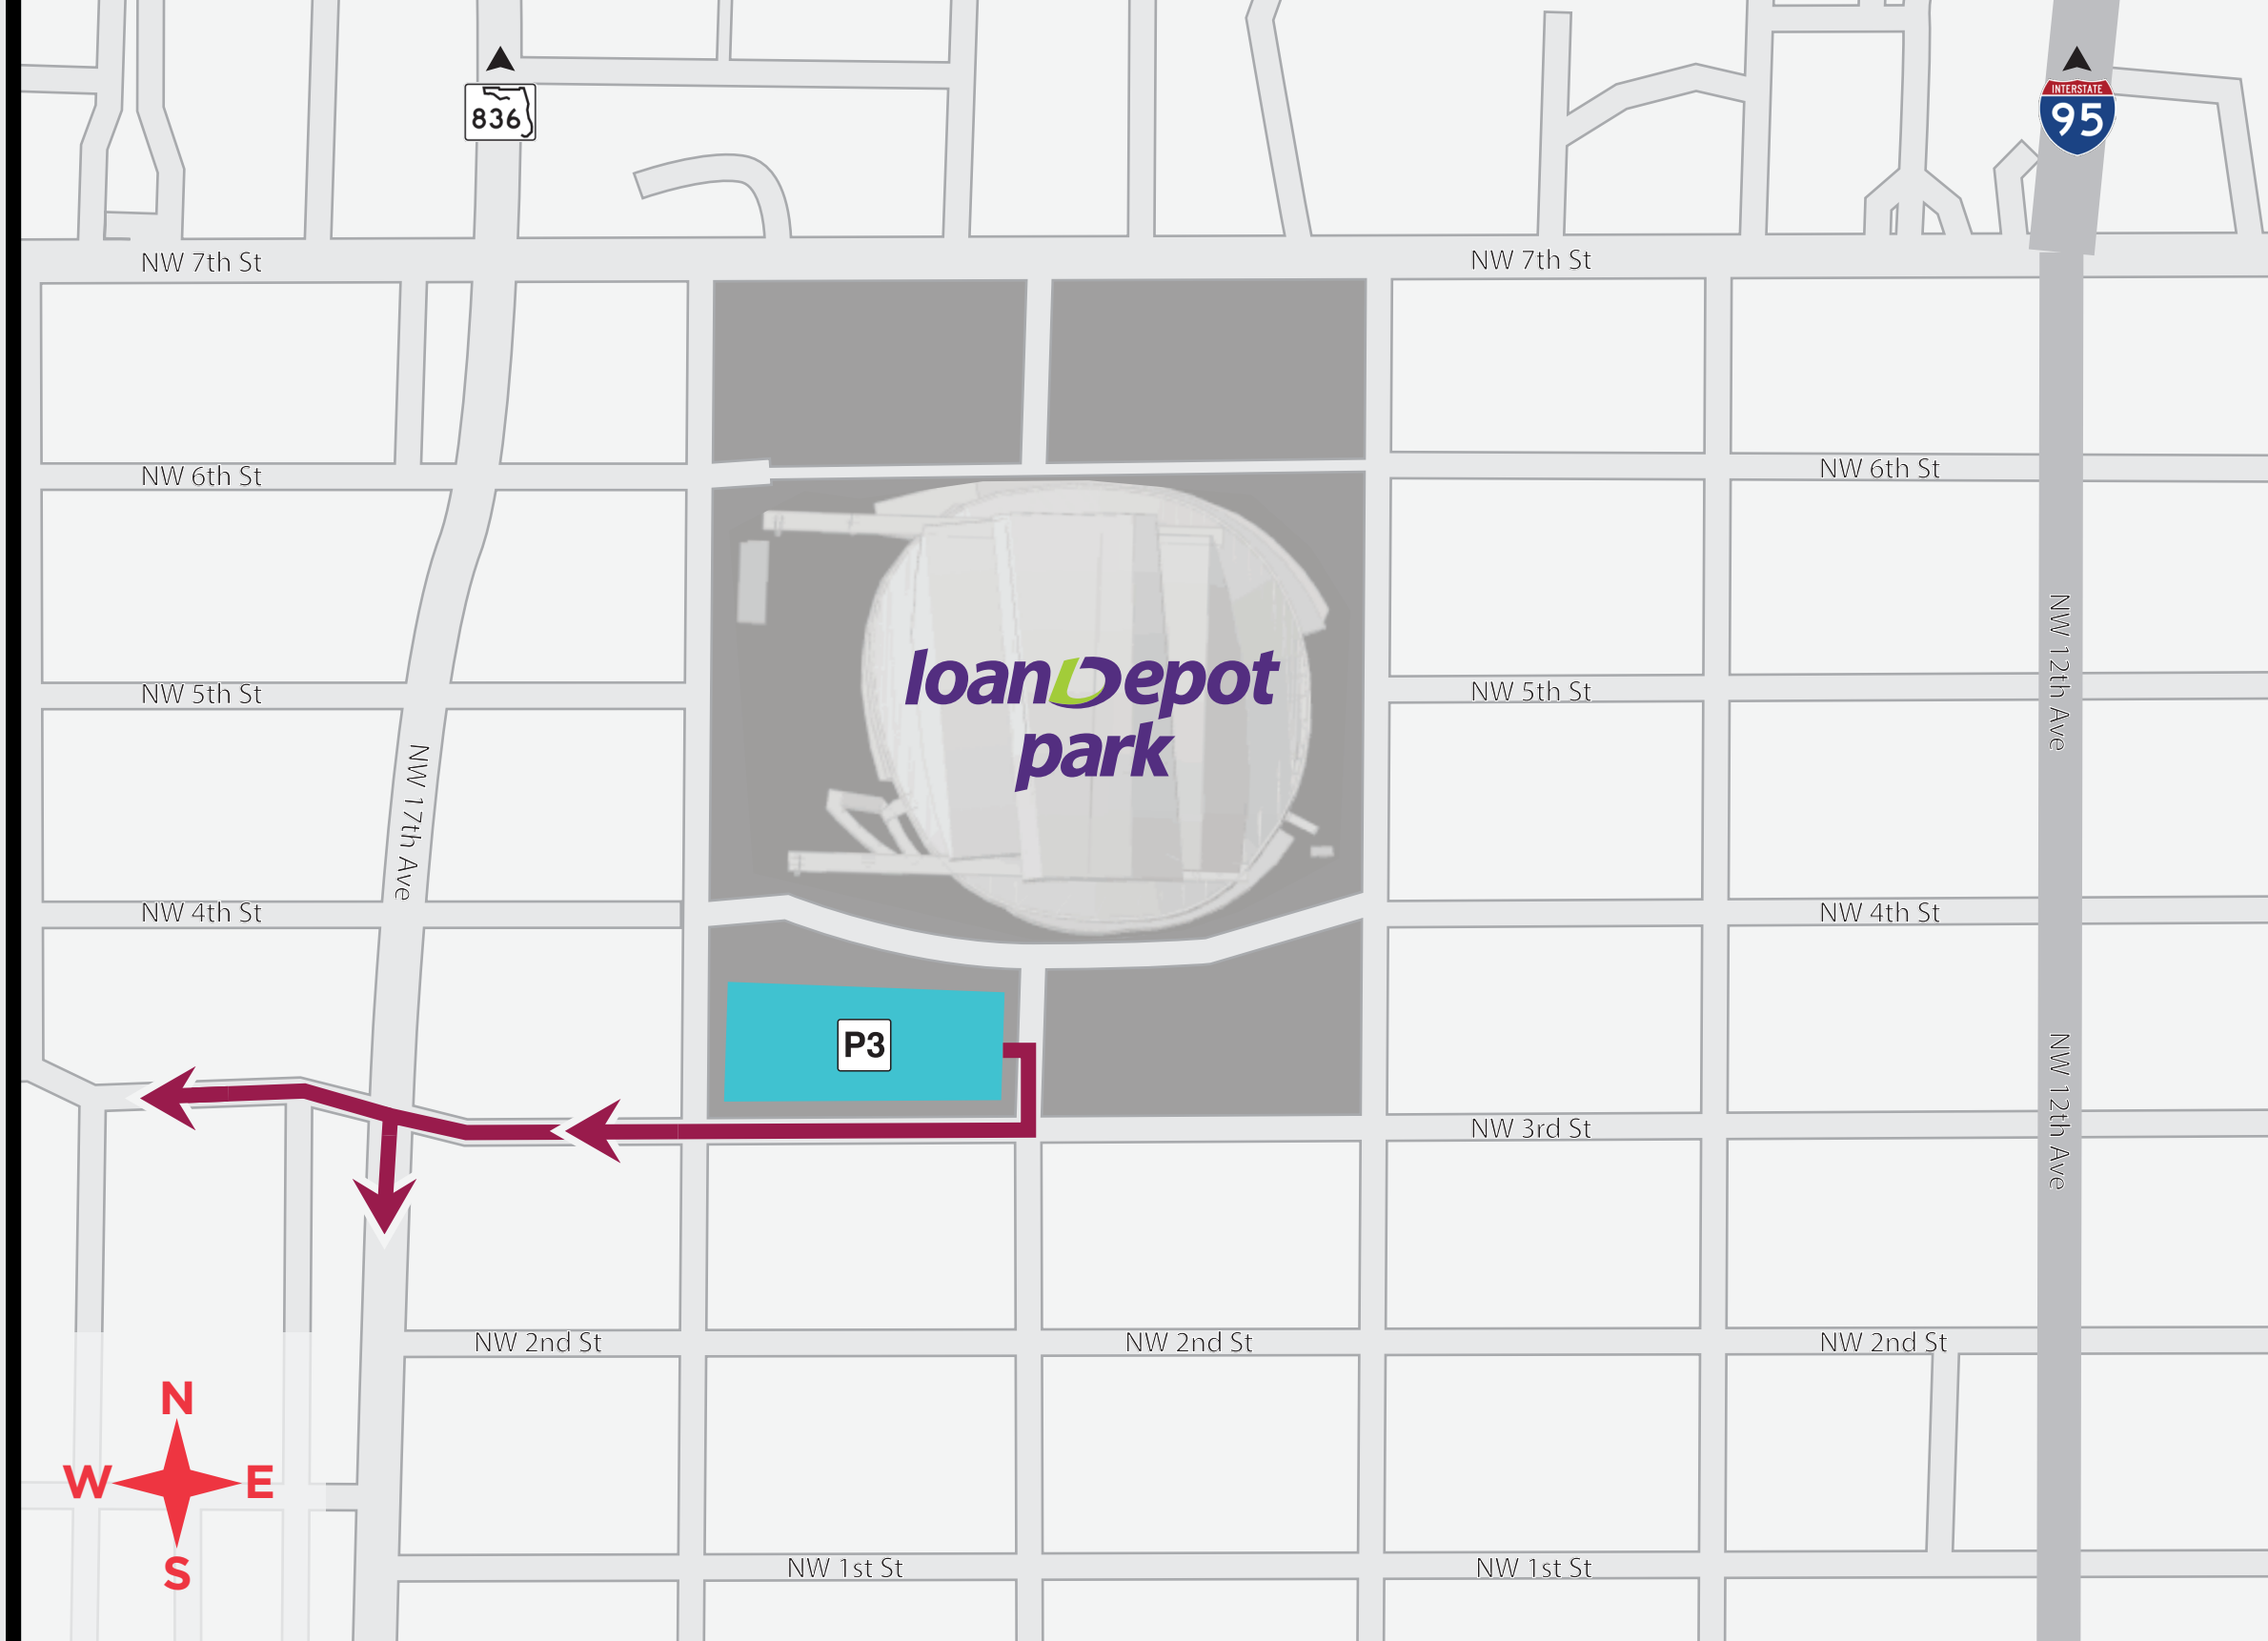 836
INTERSTATE
95
NW 7th St
NW 7th St
NW 6th St
NW 6th St
NW 5th St
NW 5th St
NW 12th Ave
loanDepot
park
NW 17th Ave
NW 4th St
NW 4th St
P3
NW 3rd St
NW 12th Ave
NW 2nd St
NW 2nd St
NW 2nd St
N
W E
S
NW 1st St
NW 1st St